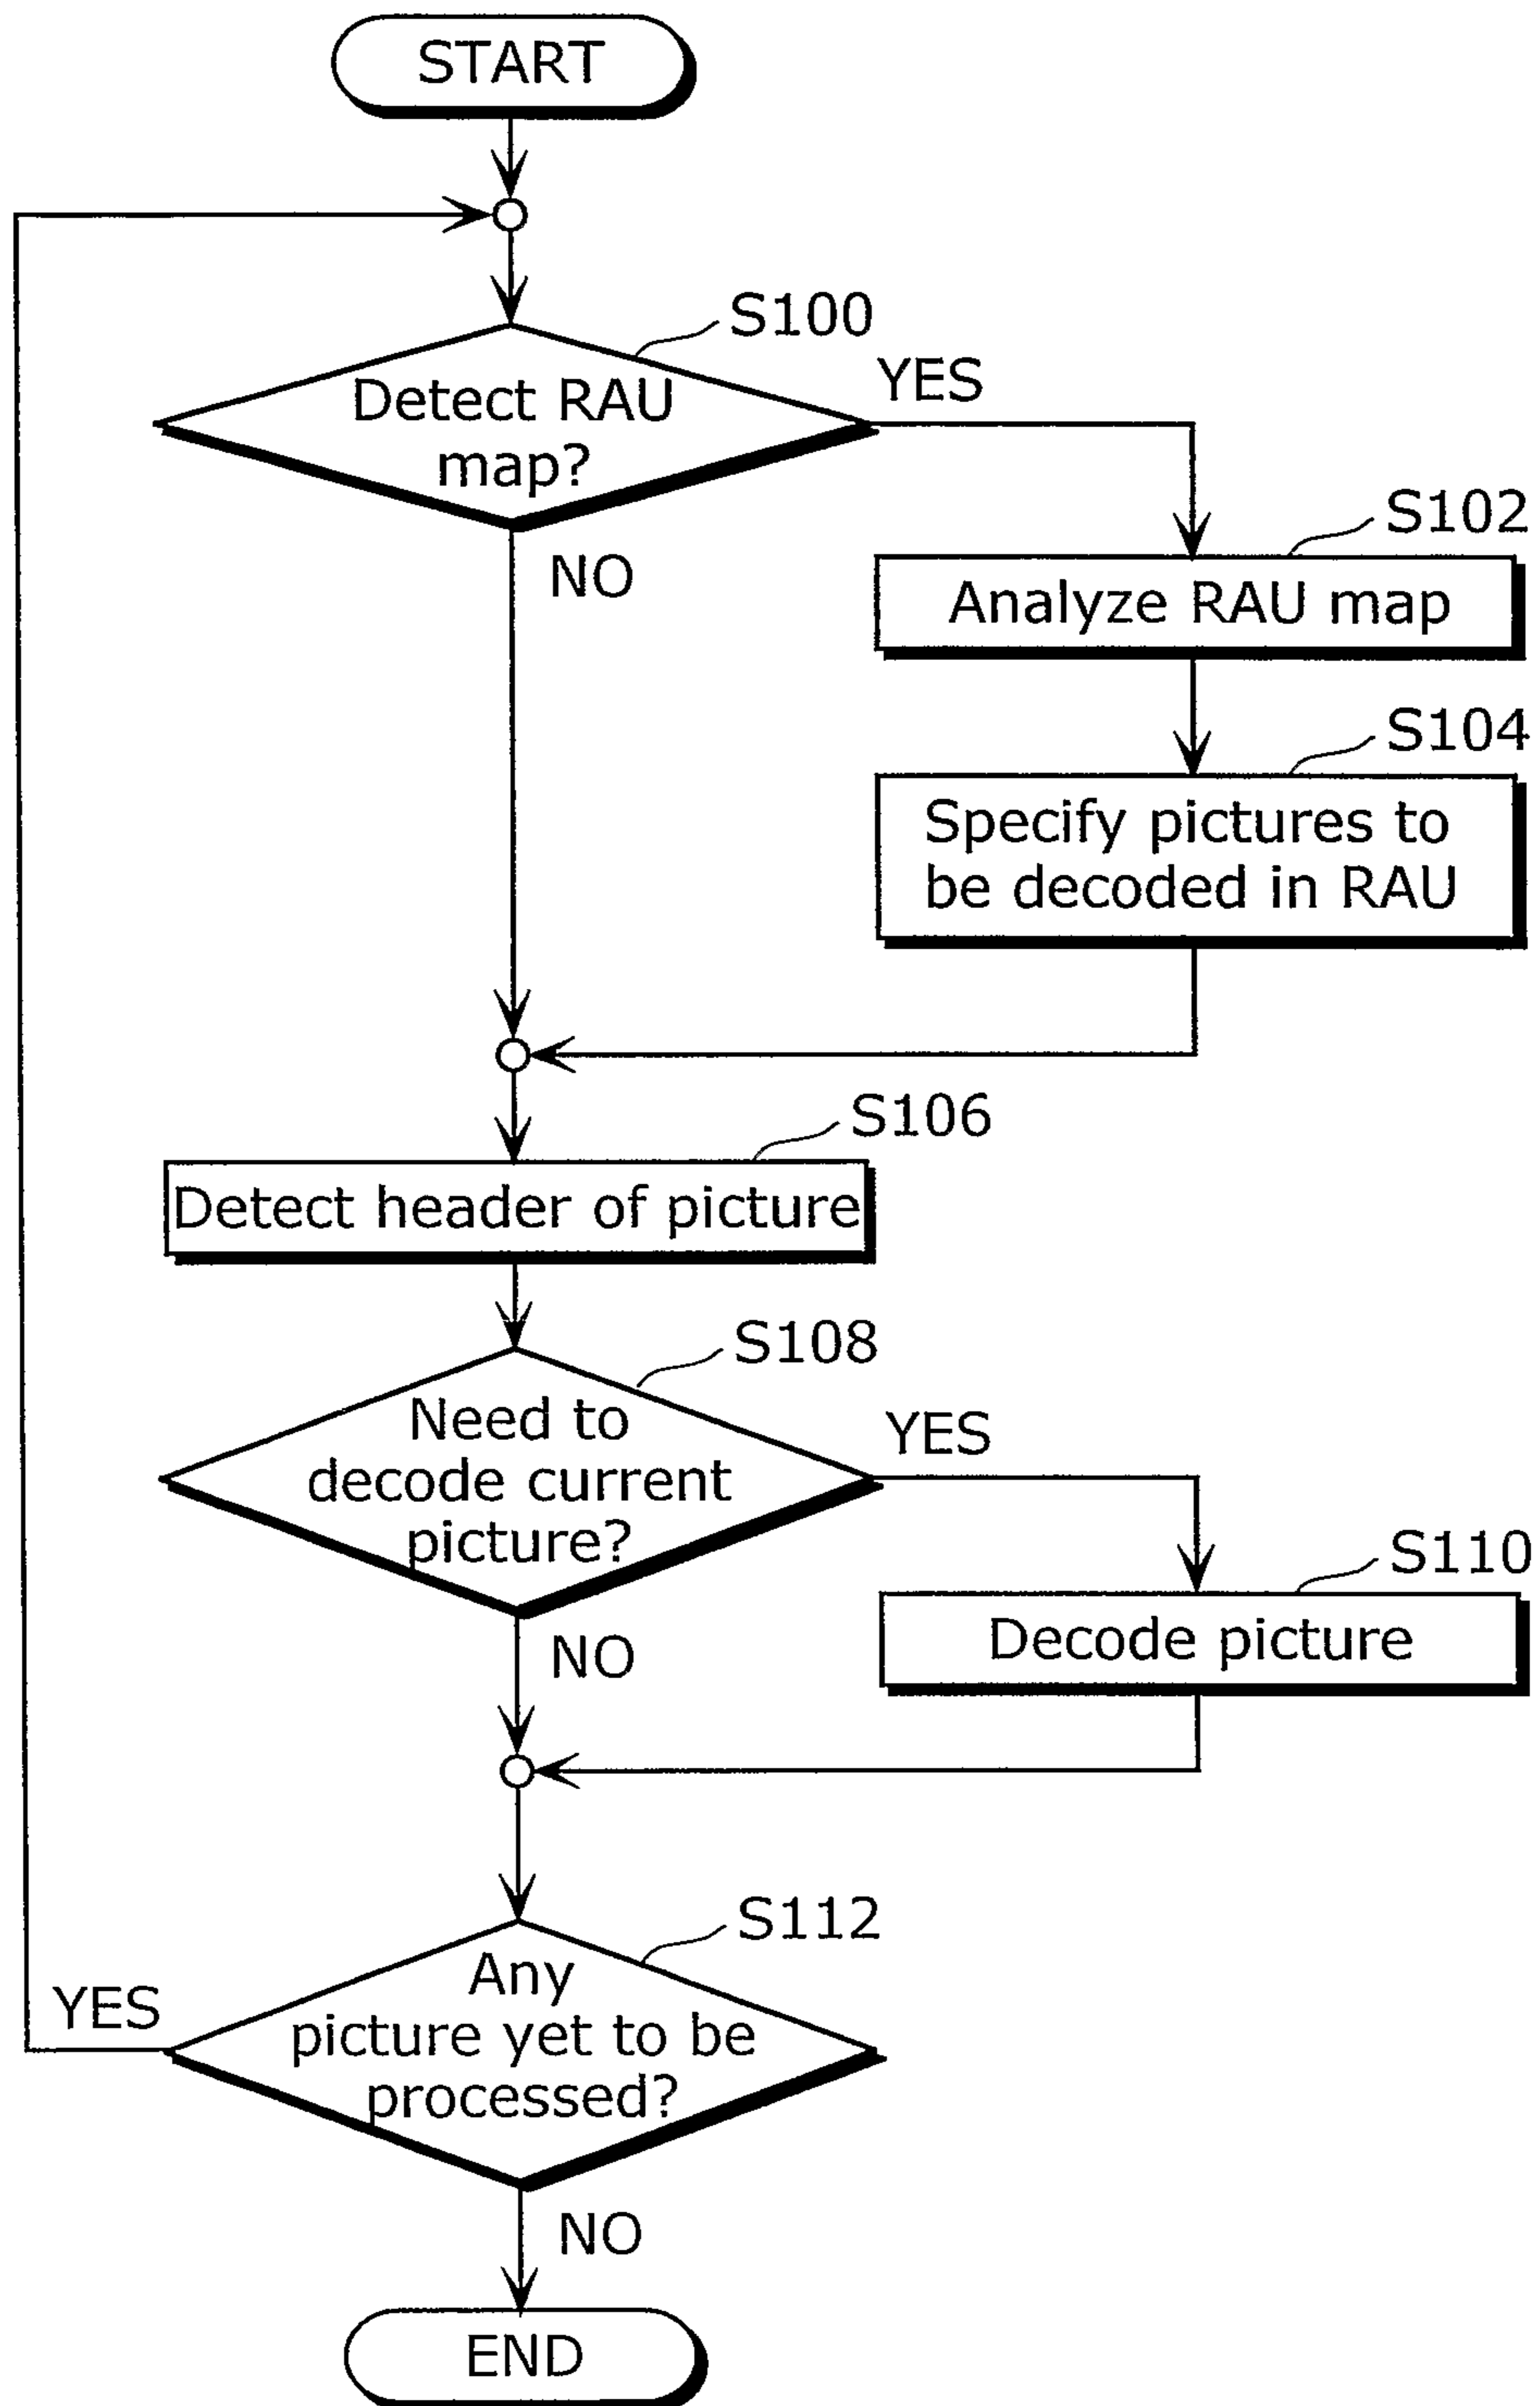 START
S100
Detect RAU
map?
YES
NO
S102
Analyze RAU map
S104
Specify pictures to
be decoded in RAU
S106
Detect header of picture
S108
Need to
decode current
picture?
YES
NO
S110
Decode picture
S112
Any
picture yet to be
processed?
YES
NO
END